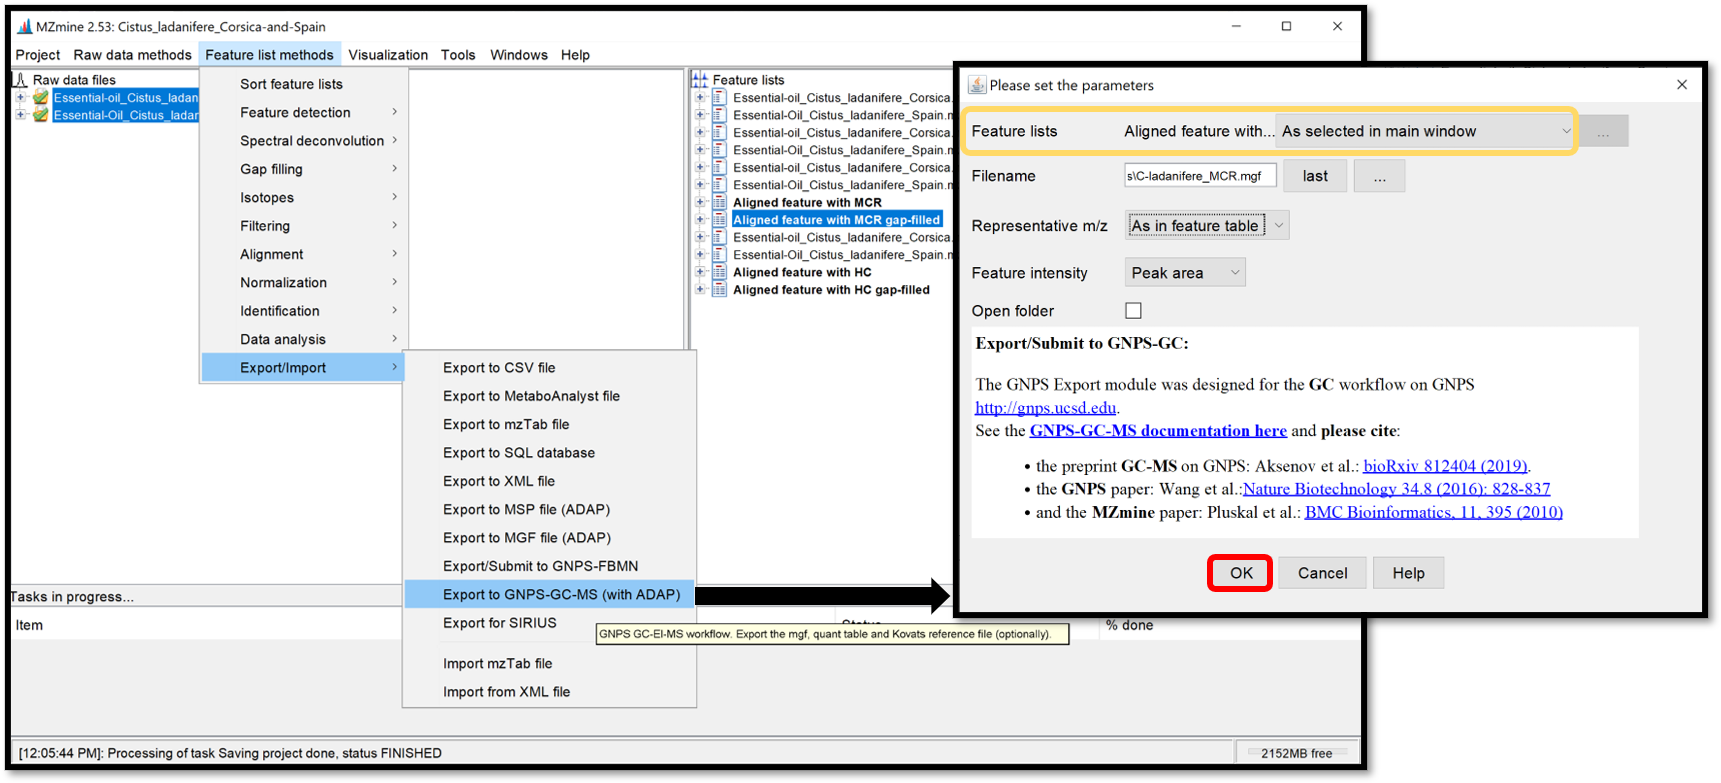 MZmine 2.53: Cistus_ladanifere_Corsica-and-Spain
Project Raw data methods Feature list methods Visualization Tools Windows Help
Raw data files
Essential-oil_Cistus_ladan
Essential-Oil_Cistus_ladar
Sort feature lists
Feature detection
Spectral deconvolution
Gap filling
Isotopes
Filtering
Alignment
Normalization
Identification
Data analysis
Export/Import
Export to CSV file
Export to MetaboAnalyst file
Export to mzTab file
Export to SQL database
Export to XML file
Export to MSP file (ADAP)
Export to MGF file (ADAP)
Export/Submit to GNPS-FBMN
Export to GNPS-GC-MS (with ADAP)
Export for SIRIUS
Import mzTab file
Import from XML file
GNPS GC-EI-MS workflow. Export the mgf, quant table and Kovats reference file (optionally).
Feature lists
Essential-oil_Cistus_ladanifere_Corsica.
Essential-Oil_Cistus_ladanifere_Spain.m
Essential-oil_Cistus_ladanifere_Corsica.
Essential-Oil_Cistus_ladanifere_Spain.m
Essential-oil_Cistus_ladanifere_Corsica.
Essential-Oil_Cistus_ladanifere_Spain.m
Aligned feature with MCR
Aligned feature with MCR gap-filled
Essential-oil_Cistus_ladanifere_Corsica.
Essential-Oil_Cistus_ladanifere_Spain.m
Aligned feature with HC
Aligned feature with HC gap-filled
Tasks in progress...
Item Status % done
[12:05:44 PM]: Processing of task Saving project done, status FINISHED
2152MB free
Please set the parameters
Feature lists Aligned feature with... As selected in main window ...
Filename s\C-ladanifere_MCR.mgf last ...
Representative m/z As in feature table
Feature intensity Peak area
Open folder
Export/Submit to GNPS-GC:
The GNPS Export module was designed for the GC workflow on GNPS
http://gnps.ucsd.edu.
See the GNPS-GC-MS documentation here and please cite:
• the preprint GC-MS on GNPS: Aksenov et al.: bioRxiv 812404 (2019).
• the GNPS paper: Wang et al.:Nature Biotechnology 34.8 (2016): 828-837
• and the MZmine paper: Pluskal et al.: BMC Bioinformatics, 11, 395 (2010)
OK Cancel Help